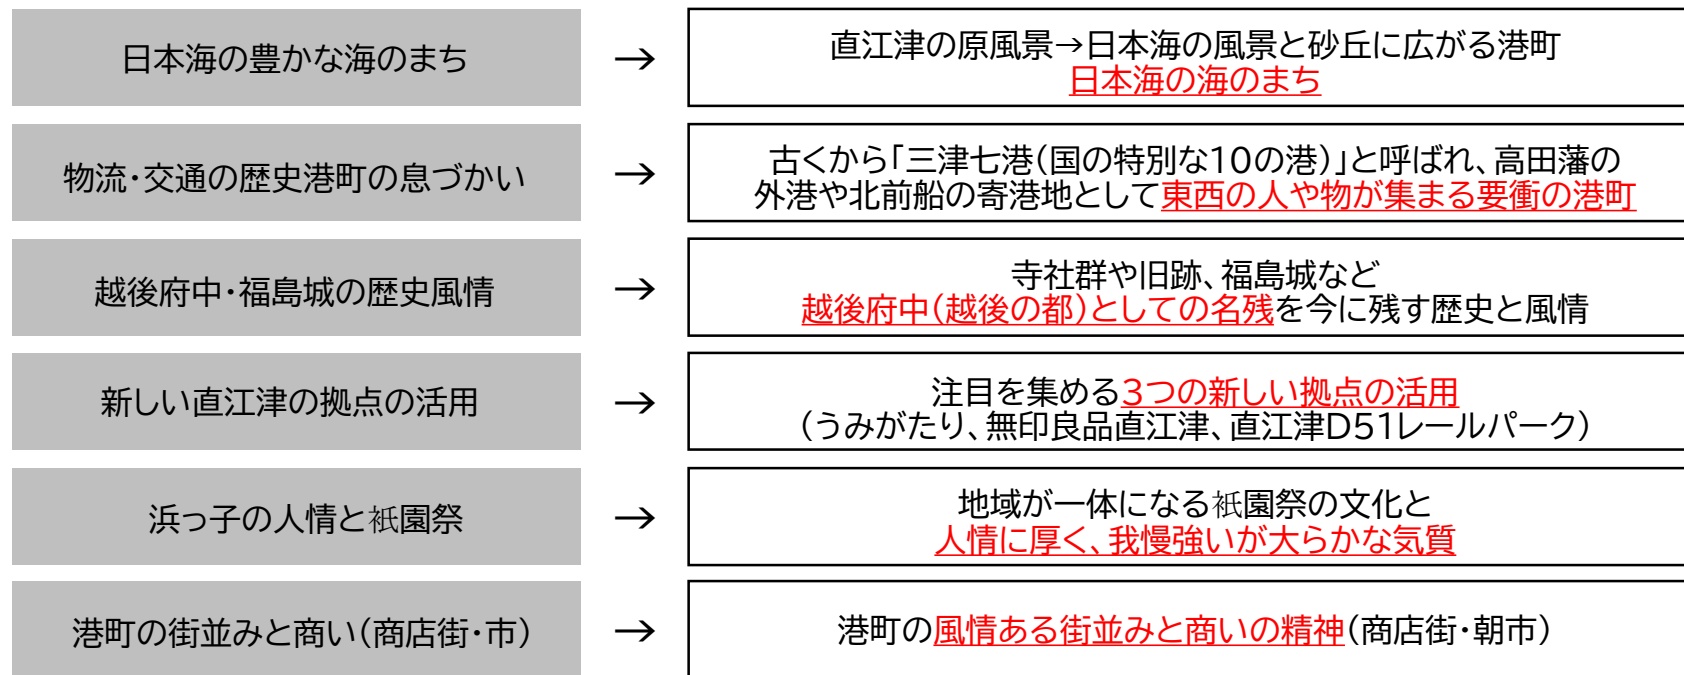 日本海の豊かな海のまち
→
直江津の原風景→日本海の風景と砂丘に広がる港町
日本海の海のまち
物流・交通の歴史港町の息づかい
→
古くから「三津七港（国の特別な10の港）」と呼ばれ、高田藩の
外港や北前船の寄港地として東西の人や物が集まる要衝の港町
越後府中・福島城の歴史風情
→
寺社群や旧跡、福島城など
越後府中（越後の都）としての名残を今に残す歴史と風情
新しい直江津の拠点の活用
→
注目を集める3つの新しい拠点の活用
（うみがたり、無印良品直江津、直江津D51レールパーク）
浜っ子の人情と祇園祭
→
地域が一体になる祇園祭の文化と
人情に厚く、我慢強いが大らかな気質
港町の街並みと商い（商店街・市）
→
港町の風情ある街並みと商いの精神（商店街・朝市）